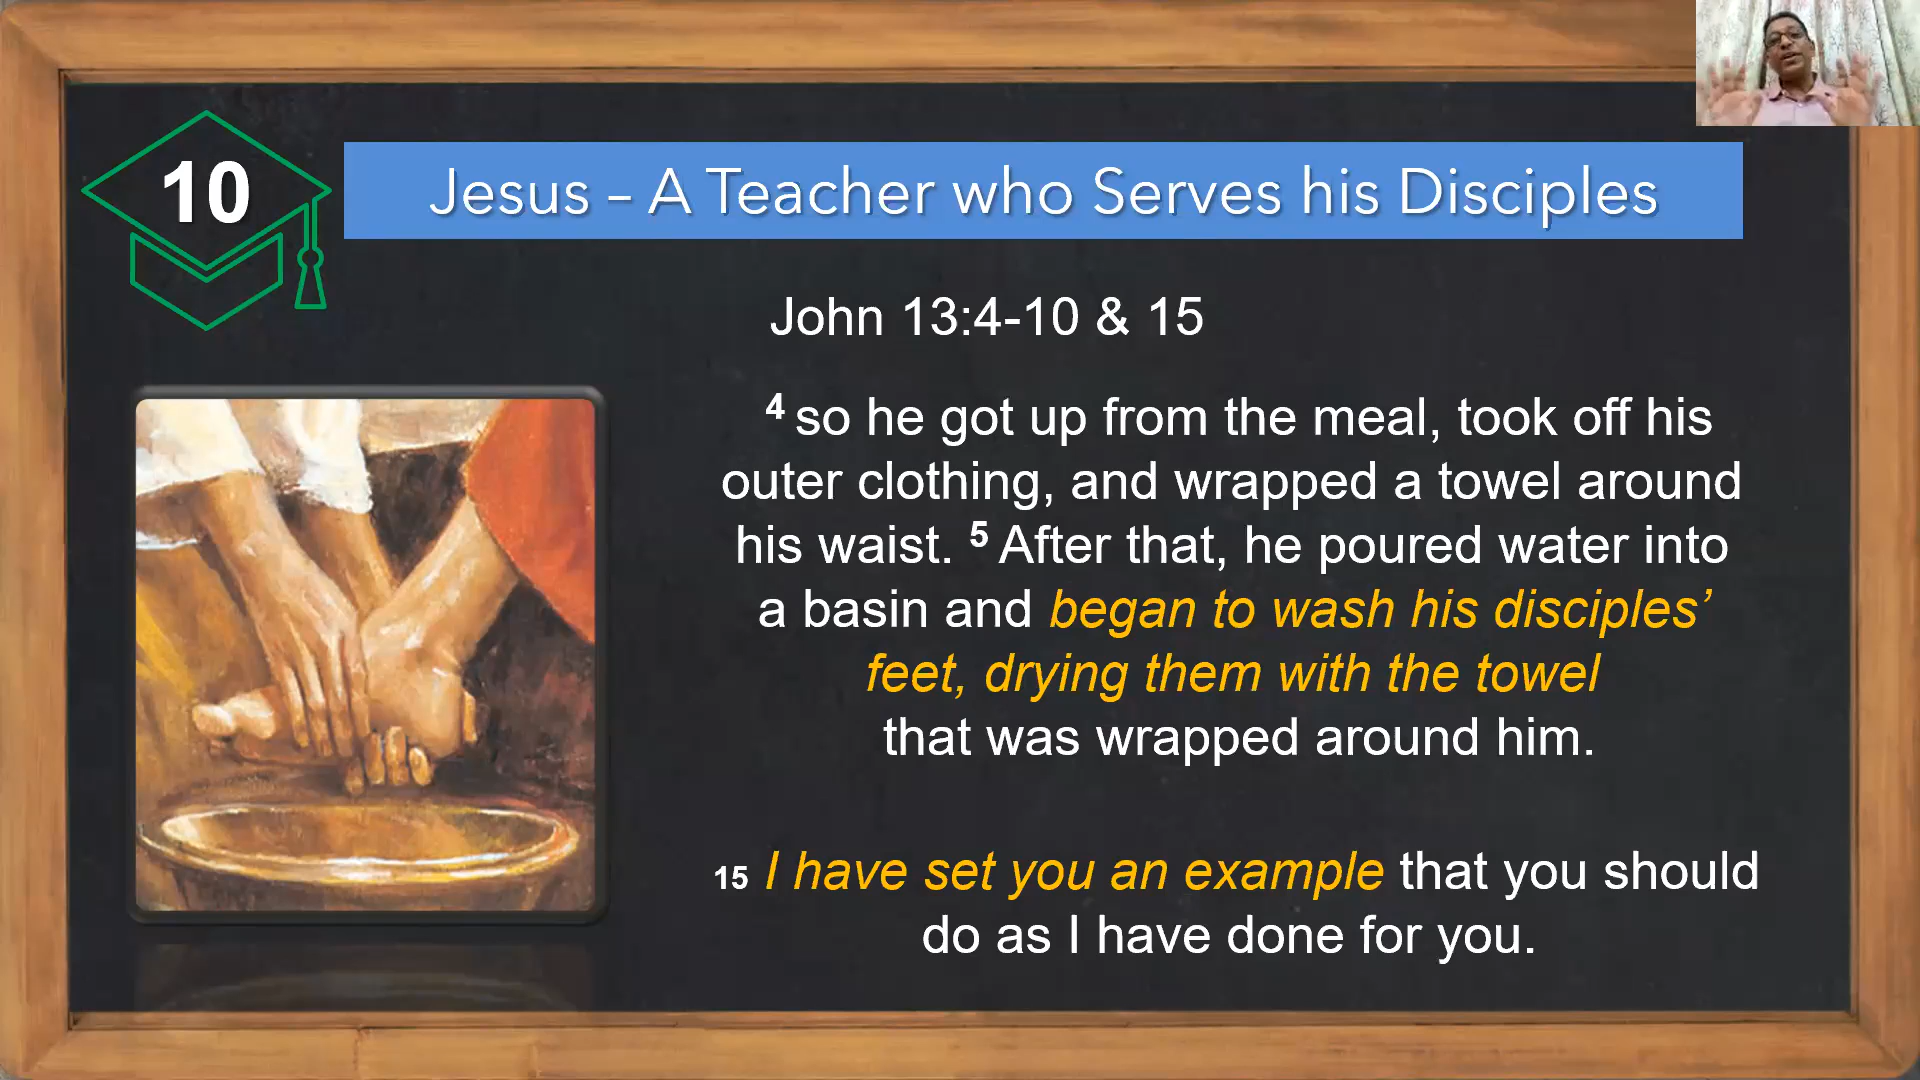 10
Jesus – A Teacher who Serves his Disciples
John 13:4-10 & 15
4 so he got up from the meal, took off his
outer clothing, and wrapped a towel around
his waist. 5 After that, he poured water into
a basin and began to wash his disciples’
feet, drying them with the towel
that was wrapped around him.
15 I have set you an example that you should
do as I have done for you.